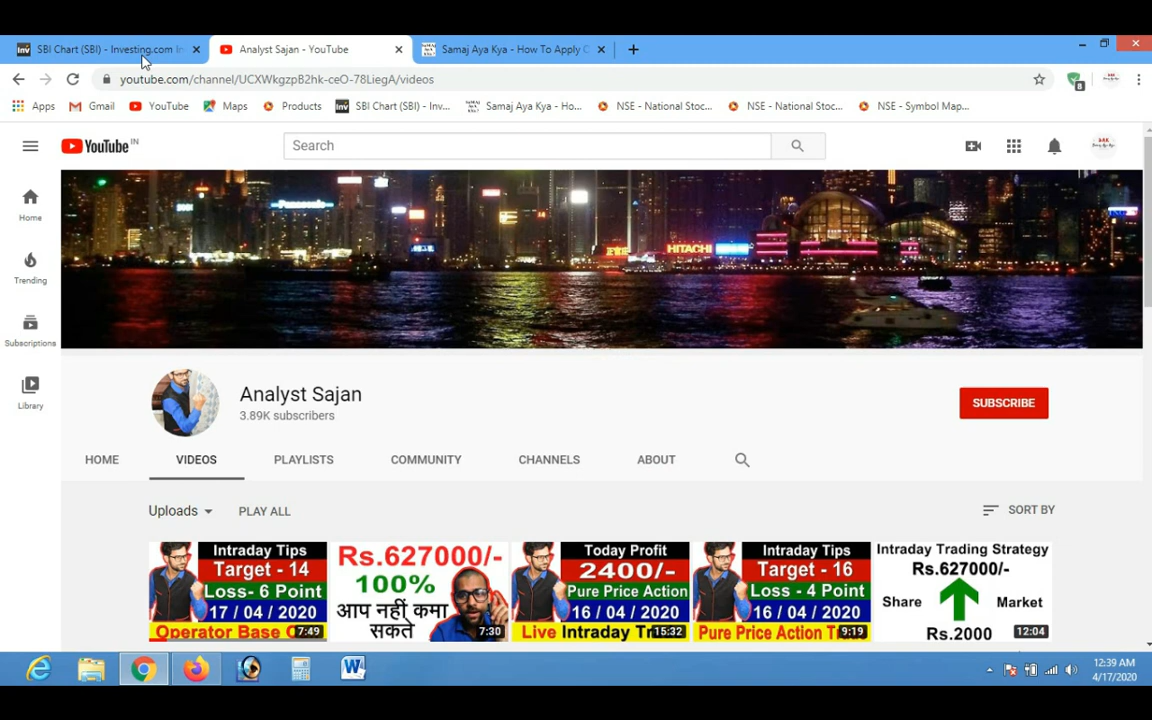 SBI Chart (SBI) - Investing.com In
Analyst Sajan - YouTube
Samaj Aya Kya - How To Apply O
youtube.com/channel/UCXWkgzpB2hk-ceO-78LiegA/videos
8
Apps
Gmail
YouTube
Maps
Products
SBI Chart (SBI) - Inv...
Samaj Aya Kya - Ho...
NSE - National Stoc...
NSE - National Stoc...
NSE - Symbol Map...
YouTube IN
Search
Home
Trending
Subscriptions
Library
Panasonic
HITACHI
Analyst Sajan
3.89K subscribers
SUBSCRIBE
HOME
VIDEOS
PLAYLISTS
COMMUNITY
CHANNELS
ABOUT
Uploads
PLAY ALL
SORT BY
Intraday Tips
Target - 14
Loss- 6 Point
17 / 04 / 2020
Operator Base
7:49
Rs.627000/-
100%
आप नहीं कमा
सकते
7:30
Today Profit
2400/-
Pure Price Action
16 / 04 / 2020
Live Intraday
15:32
Intraday Tips
Target - 16
Loss- 4 Point
16 / 04 / 2020
Pure Price Action
9:19
Intraday Trading Strategy
Rs.627000/-
Share Market
Rs.2000
12:04
12:39 AM
4/17/2020